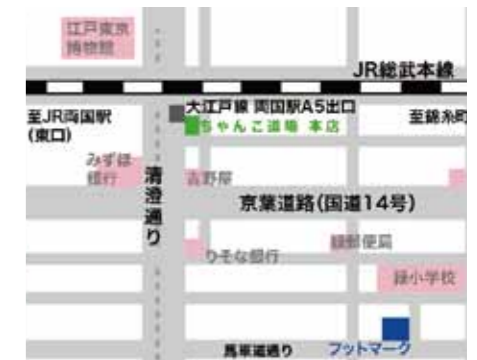 江戸東京
博物館
JR総武本線
大江戸線 両国駅A5出口
至JR両国駅
(東口)
至錦糸町
ちゃんこ道場 本店
みずほ
銀行
清澄通り
吉野屋
京葉道路(国道14号)
りそな銀行
緑郵便局
緑小学校
馬車道通り
フットマーク